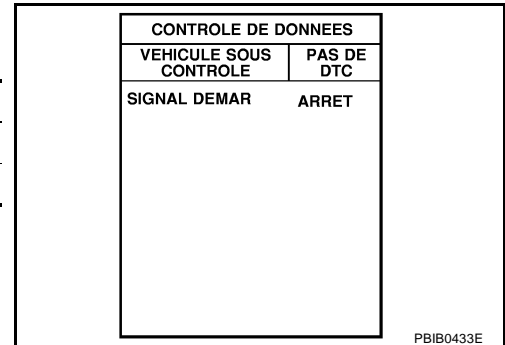 CONTROLE DE DONNEES
VEHICULE SOUS CONTROLE
PAS DE DTC
SIGNAL DEMAR ARRET
PBIB0433E